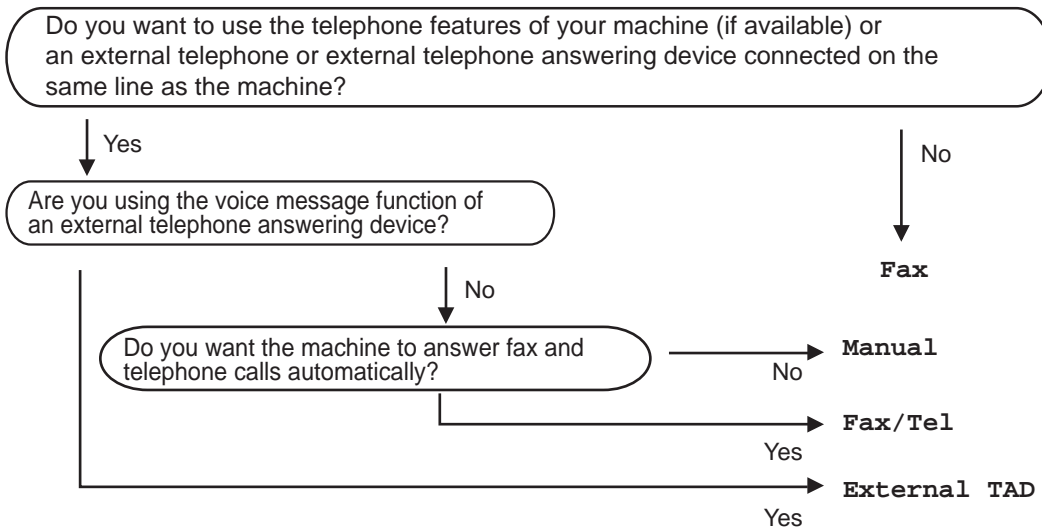 Do you want to use the telephone features of your machine (if available) or
an external telephone or external telephone answering device connected on the
same line as the machine?
Yes
No
Are you using the voice message function of
an external telephone answering device?
Fax
No
Do you want the machine to answer fax and
telephone calls automatically?
Manual
No
Fax/Tel
Yes
External TAD
Yes